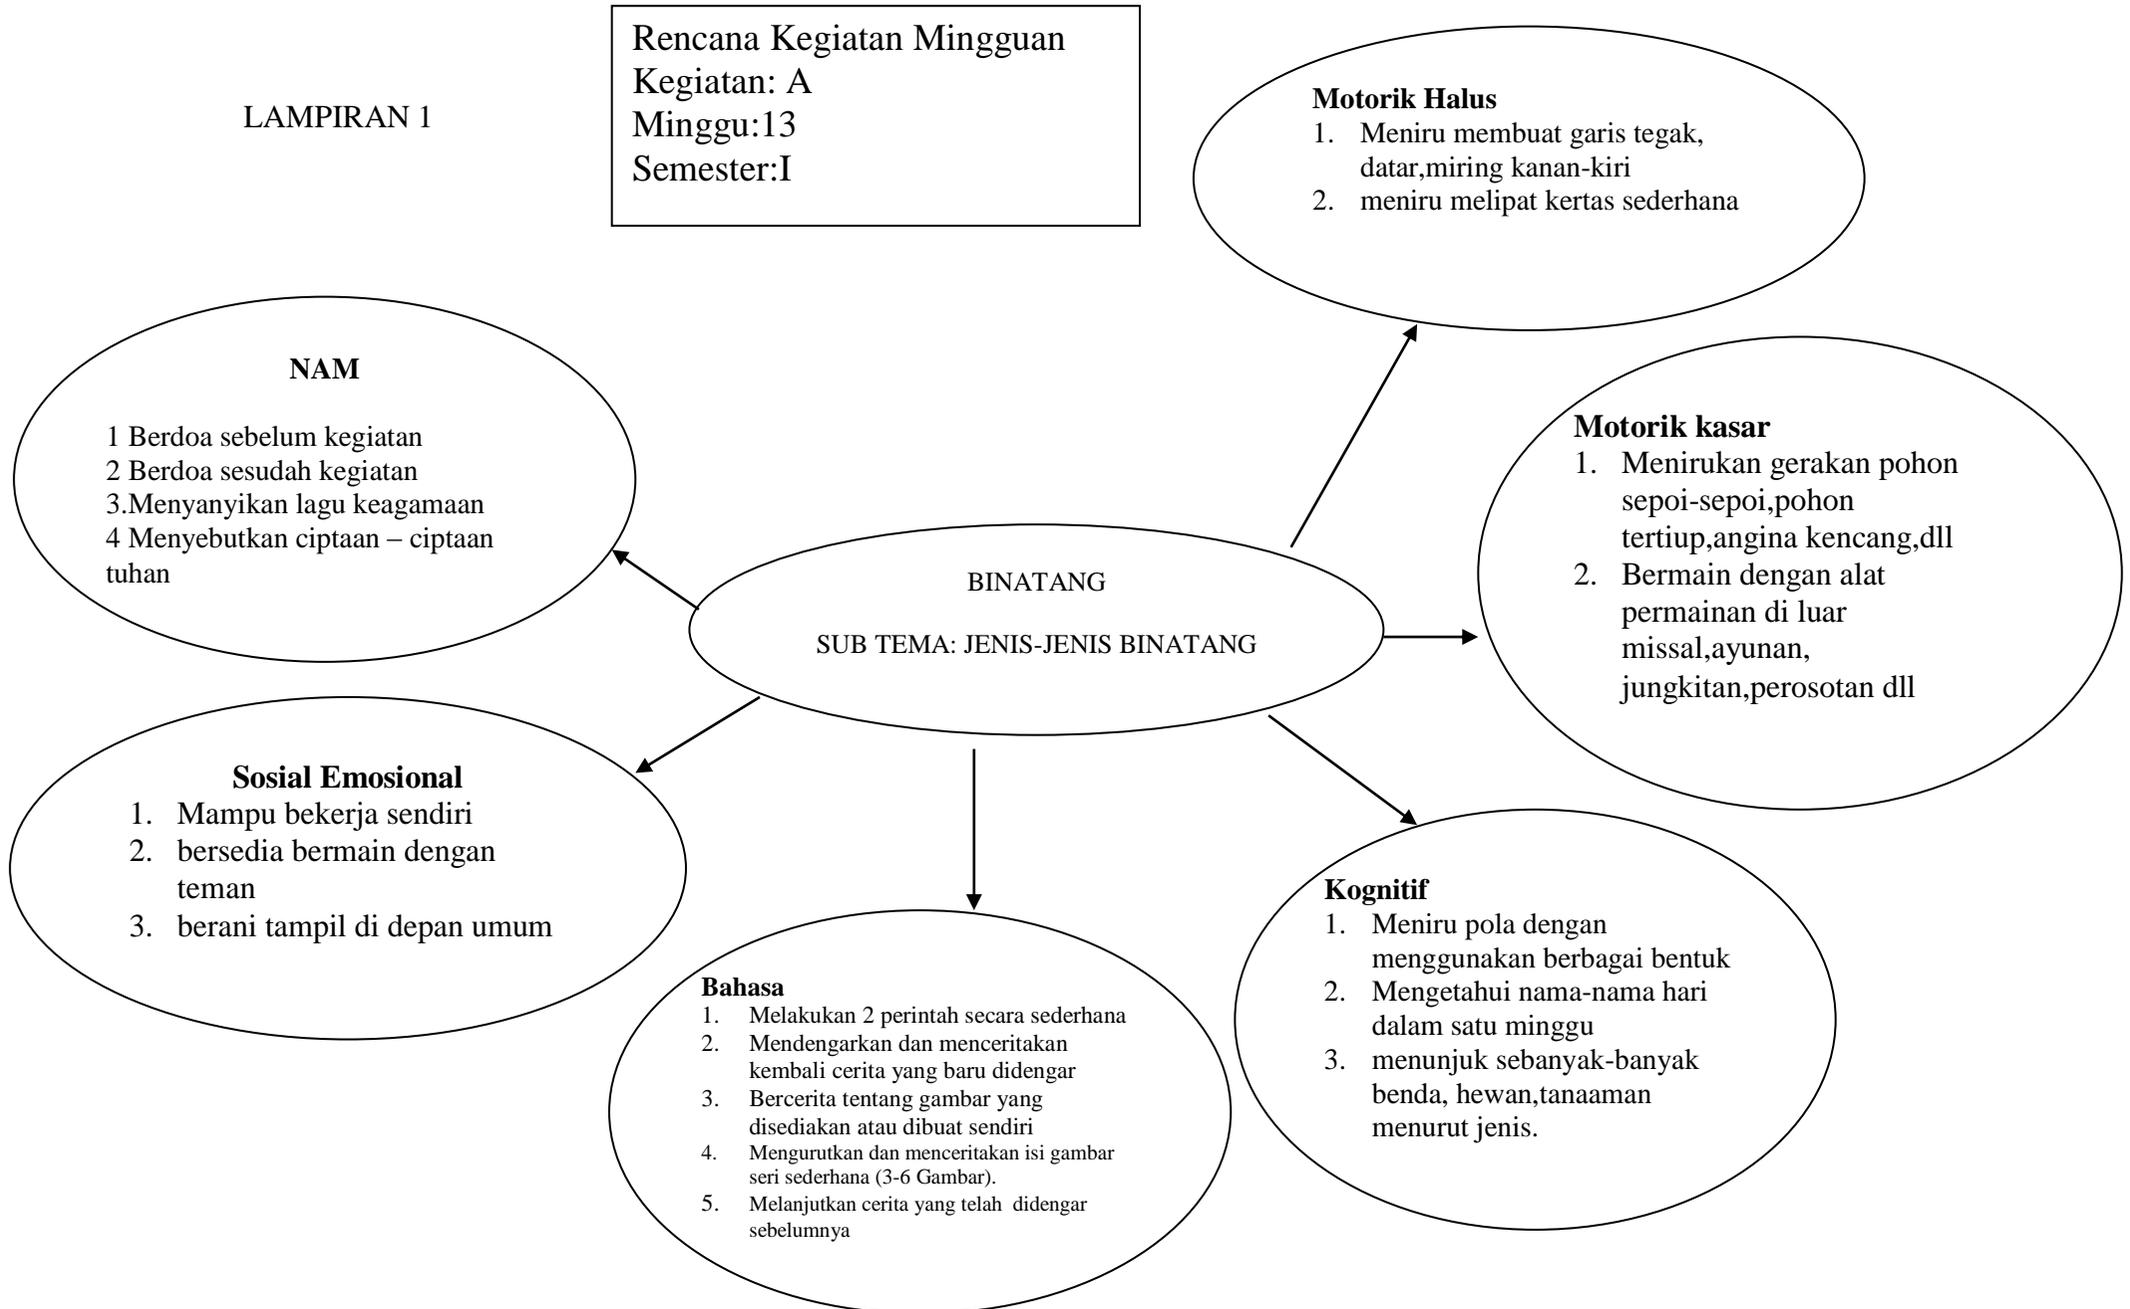 LAMPIRAN 1
Rencana Kegiatan Mingguan
Kegiatan: A
Minggu:13
Semester:I
Motorik Halus
1. Meniru membuat garis tegak,
datar,miring kanan-kiri
2. meniru melipat kertas sederhana
NAM
1 Berdoa sebelum kegiatan
2 Berdoa sesudah kegiatan
3.Menyanyikan lagu keagamaan
4 Menyebutkan ciptaan – ciptaan
tuhan
Motorik kasar
1. Menirukan gerakan pohon
sepoi-sepoi,pohon
tertiup,angina kencang,dll
2. Bermain dengan alat
permainan di luar
missal,ayunan,
jungkitan,perosotan dll
BINATANG
SUB TEMA: JENIS-JENIS BINATANG
Sosial Emosional
1. Mampu bekerja sendiri
2. bersedia bermain dengan
teman
3. berani tampil di depan umum
Bahasa
1. Melakukan 2 perintah secara sederhana
2. Mendengarkan dan menceritakan
kembali cerita yang baru didengar
3. Bercerita tentang gambar yang
disediakan atau dibuat sendiri
4. Mengurutkan dan menceritakan isi gambar
seri sederhana (3-6 Gambar).
5. Melanjutkan cerita yang telah  didengar
sebelumnya
Kognitif
1. Meniru pola dengan
menggunakan berbagai bentuk
2. Mengetahui nama-nama hari
dalam satu minggu
3. menunjuk sebanyak-banyak
benda, hewan,tanaaman
menurut jenis.